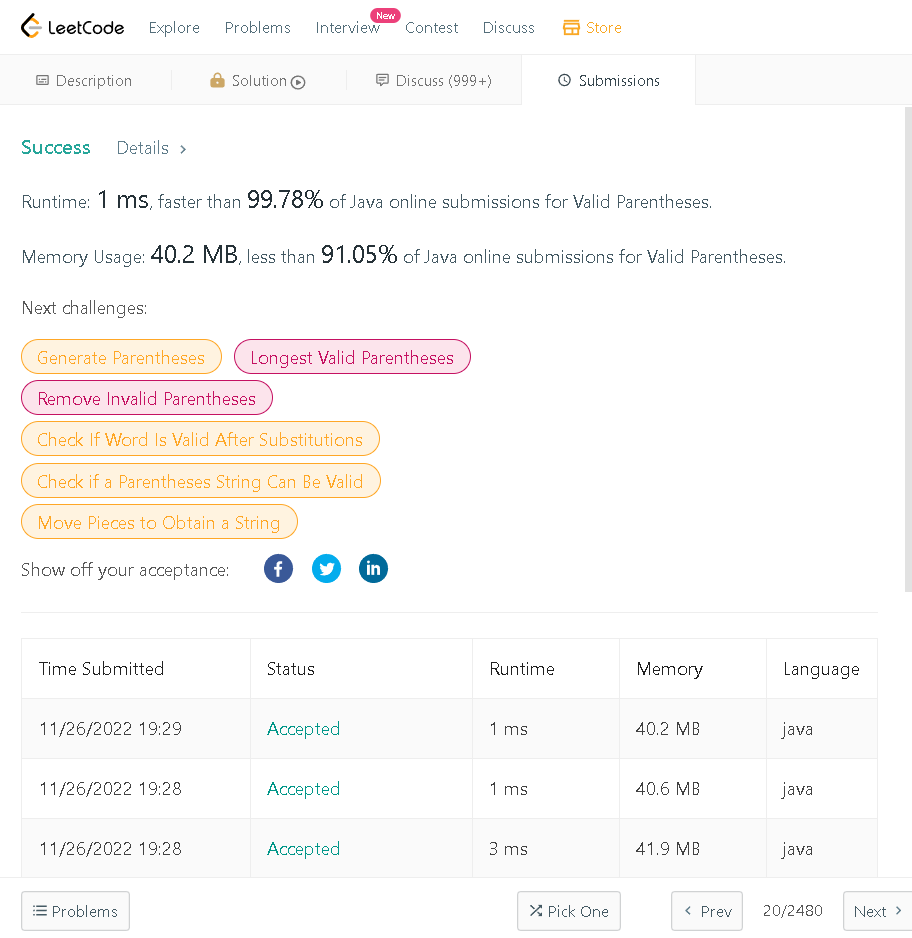 LeetCode Explore Problems Interview New Contest Discuss Store
Description Solution Discuss (999+) Submissions
Success Details >
Runtime: 1 ms, faster than 99.78% of Java online submissions for Valid Parentheses.
Memory Usage: 40.2 MB, less than 91.05% of Java online submissions for Valid Parentheses.
Next challenges:
Generate Parentheses Longest Valid Parentheses
Remove Invalid Parentheses
Check If Word Is Valid After Substitutions
Check if a Parentheses String Can Be Valid
Move Pieces to Obtain a String
Show off your acceptance: f in
Time Submitted Status Runtime Memory Language
11/26/2022 19:29 Accepted 1 ms 40.2 MB java
11/26/2022 19:28 Accepted 1 ms 40.6 MB java
11/26/2022 19:28 Accepted 3 ms 41.9 MB java
Problems Pick One < Prev 20/2480 Next >